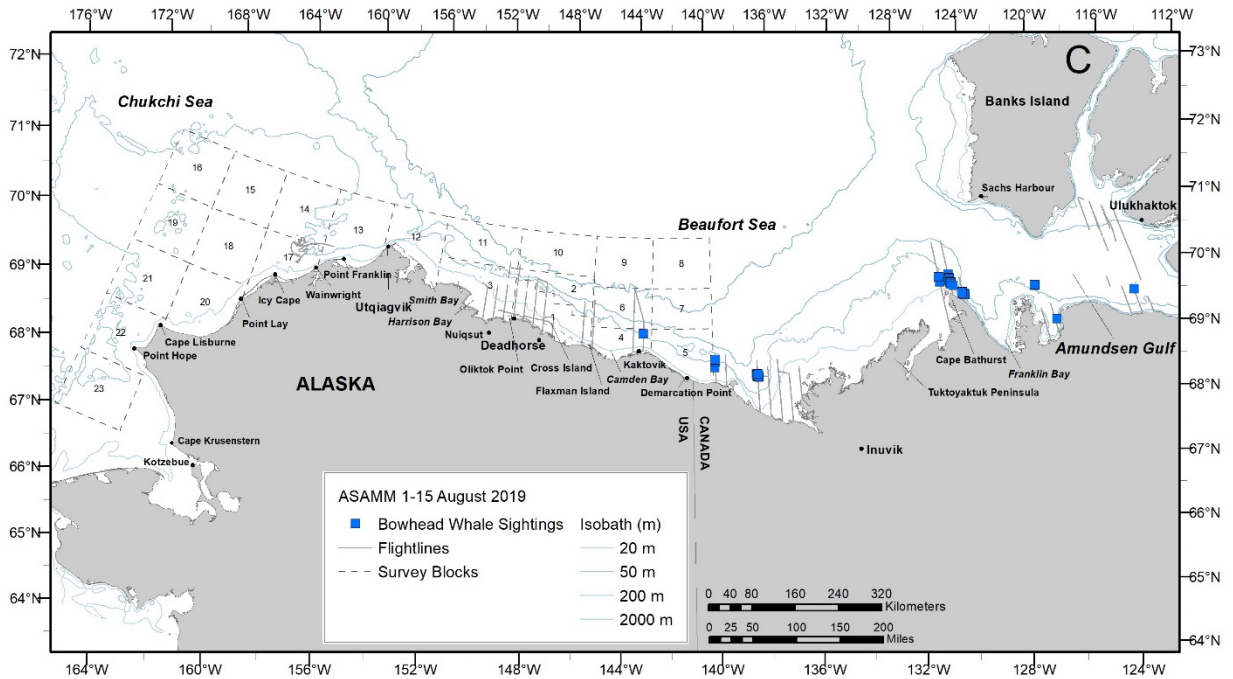 176°W 172°W 168°W 164°W 160°W 156°W 152°W 148°W 144°W 140°W 136°W 132°W 128°W 124°W 120°W 116°W 112°W
72°N
73°N
C
Chukchi Sea
Banks Island
71°N
72°N
16
15
14
13
12
11
10
9
8
70°N
71°N
Sachs Harbour
Ulukhaktok
19
18
17
Beaufort Sea
69°N
70°N
21
20
Point Franklin
Wainwright
Icy Cape
Utqiagvik
Smith Bay
3
2
6
7
Harrison Bay
1
68°N
69°N
22
Point Lay
Cape Lisburne
Nuiqsut
Deadhorse
4
5
Point Hope
Oliktok Point
Cross Island
Kaktovik
Cape Bathurst
Amundsen Gulf
Camden Bay
Franklin Bay
23
ALASKA
Flaxman Island
Demarcation Point
Tuktoyaktuk Peninsula
68°N
67°N
USA
CANADA
Cape Krusenstern
Inuvik
67°N
66°N
Kotzebue
66°N
65°N
65°N
64°N
64°N
ASAMM 1-15 August 2019
Bowhead Whale Sightings
Flightlines
Survey Blocks
Isobath (m)
20 m
50 m
200 m
2000 m
0 40 80 160 240 320
Kilometers
0 25 50 100 150 200
Miles
164°W 160°W 156°W 152°W 148°W 144°W 140°W 136°W 132°W 128°W 124°W